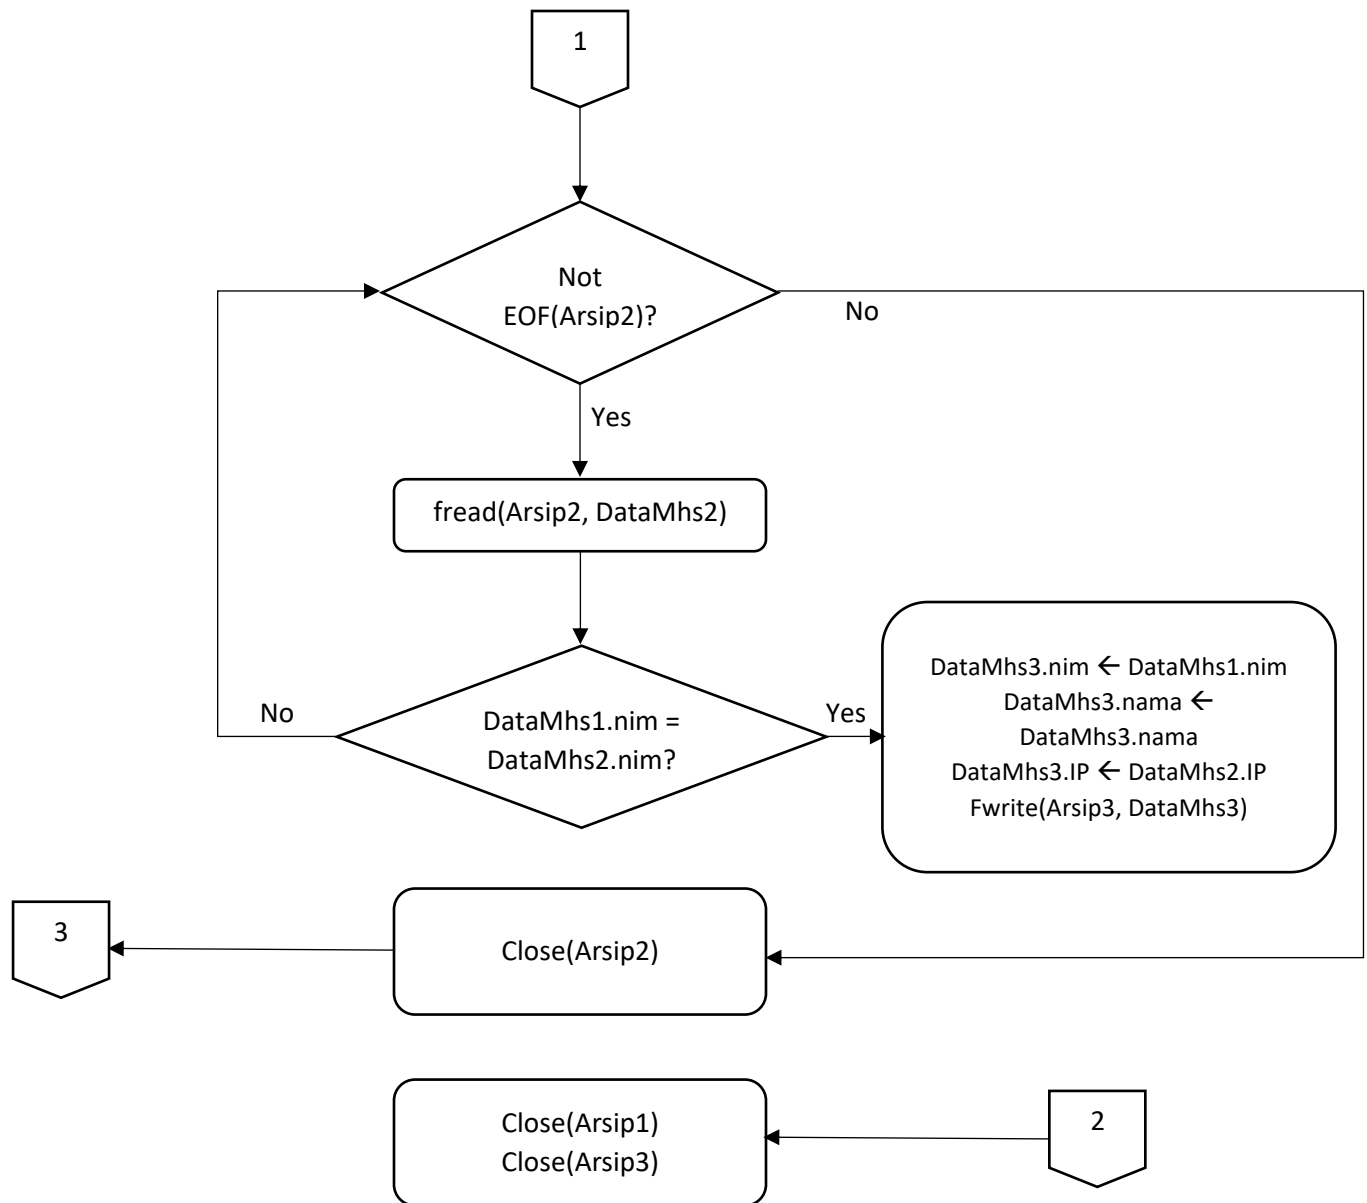 1
Not
EOF(Arsip2)?
No
Yes
fread(Arsip2, DataMhs2)
No
DataMhs1.nim =
DataMhs2.nim?
Yes
DataMhs3.nim ← DataMhs1.nim
DataMhs3.nama ←
DataMhs3.nama
DataMhs3.IP ← DataMhs2.IP
Fwrite(Arsip3, DataMhs3)
3
Close(Arsip2)
Close(Arsip1)
Close(Arsip3)
2